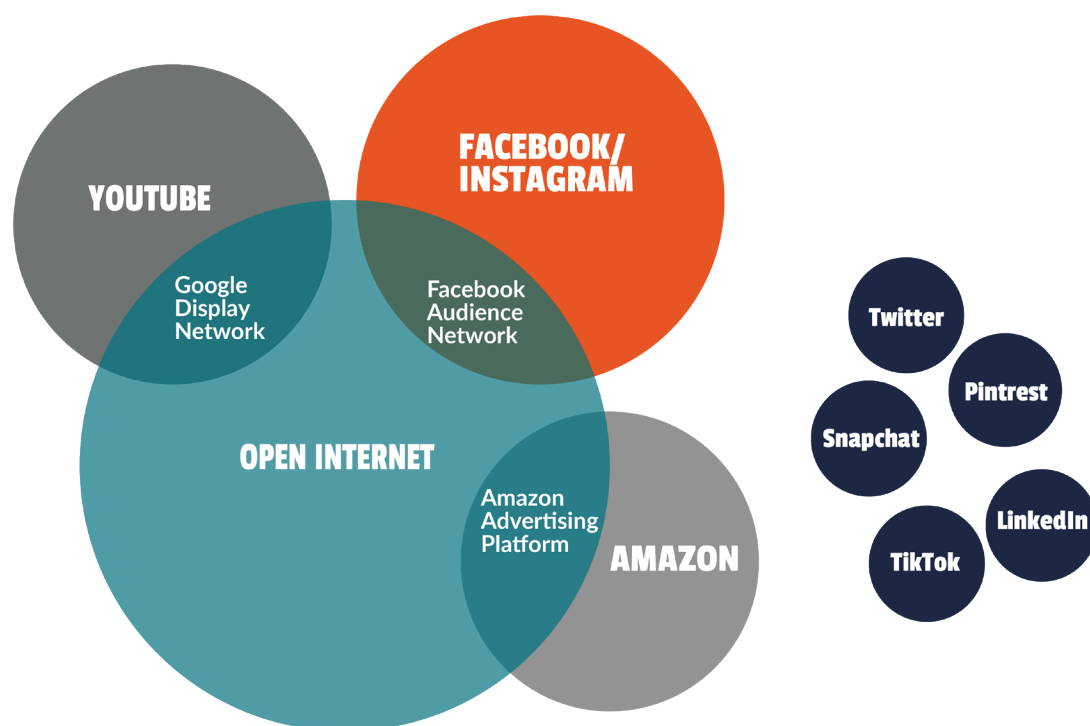 YOUTUBE
FACEBOOK/
INSTAGRAM
Google
Display
Network
Facebook
Audience
Network
OPEN INTERNET
Amazon
Advertising
Platform
AMAZON
Twitter
Pintrest
Snapchat
LinkedIn
TikTok